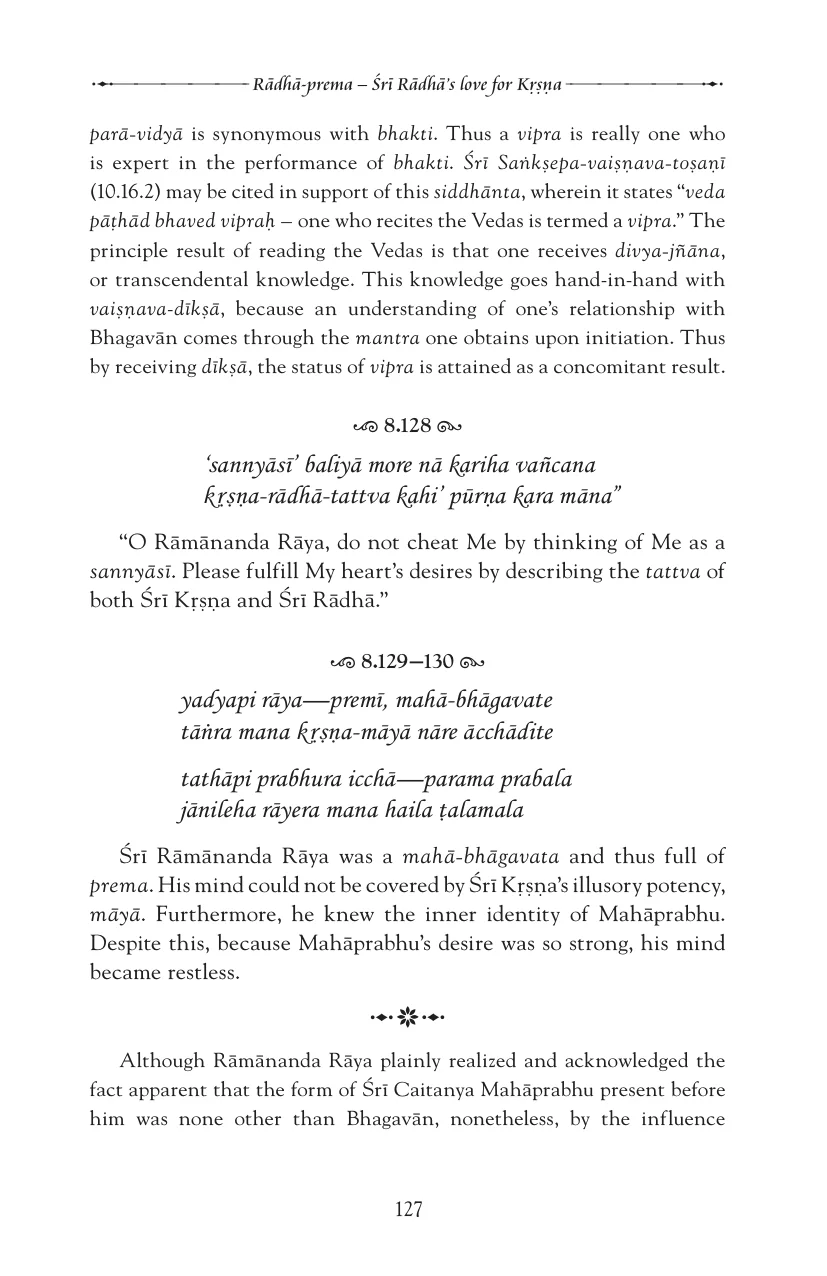 Rādhā-prema – Śrī Rādhā’s love for Kṛṣṇa
parā-vidyā is synonymous with bhakti. Thus a vipra is really one who
is expert in the performance of bhakti. Śrī Saṅkṣepa-vaiṣṇava-toṣaṇī
(10.16.2) may be cited in support of this siddhānta, wherein it states “veda
pāṭhād bhaved vipraḥ – one who recites the Vedas is termed a vipra.” The
principle result of reading the Vedas is that one receives divya-jñāna,
or transcendental knowledge. This knowledge goes hand-in-hand with
vaiṣṇava-dīkṣā, because an understanding of one’s relationship with
Bhagavān comes through the mantra one obtains upon initiation. Thus
by receiving dīkṣā, the status of vipra is attained as a concomitant result.
8.128
‘sannyāsī’ baliyā more nā kariha vañcana
kṛṣṇa-rādhā-tattva kahi’ pūrṇa kara māna”
“O Rāmānanda Rāya, do not cheat Me by thinking of Me as a
sannyāsī. Please fulfill My heart’s desires by describing the tattva of
both Śrī Kṛṣṇa and Śrī Rādhā.”
8.129–130
yadyapi rāya—premī, mahā-bhāgavate
tāṅra mana kṛṣṇa-māyā nāre ācchādite
tathāpi prabhura icchā—parama prabala
jānileha rāyera mana haila ṭalamala
Śrī Rāmānanda Rāya was a mahā-bhāgavata and thus full of
prema. His mind could not be covered by Śrī Kṛṣṇa’s illusory potency,
māyā. Furthermore, he knew the inner identity of Mahāprabhu.
Despite this, because Mahāprabhu’s desire was so strong, his mind
became restless.
Although Rāmānanda Rāya plainly realized and acknowledged the
fact apparent that the form of Śrī Caitanya Mahāprabhu present before
him was none other than Bhagavān, nonetheless, by the influence
127